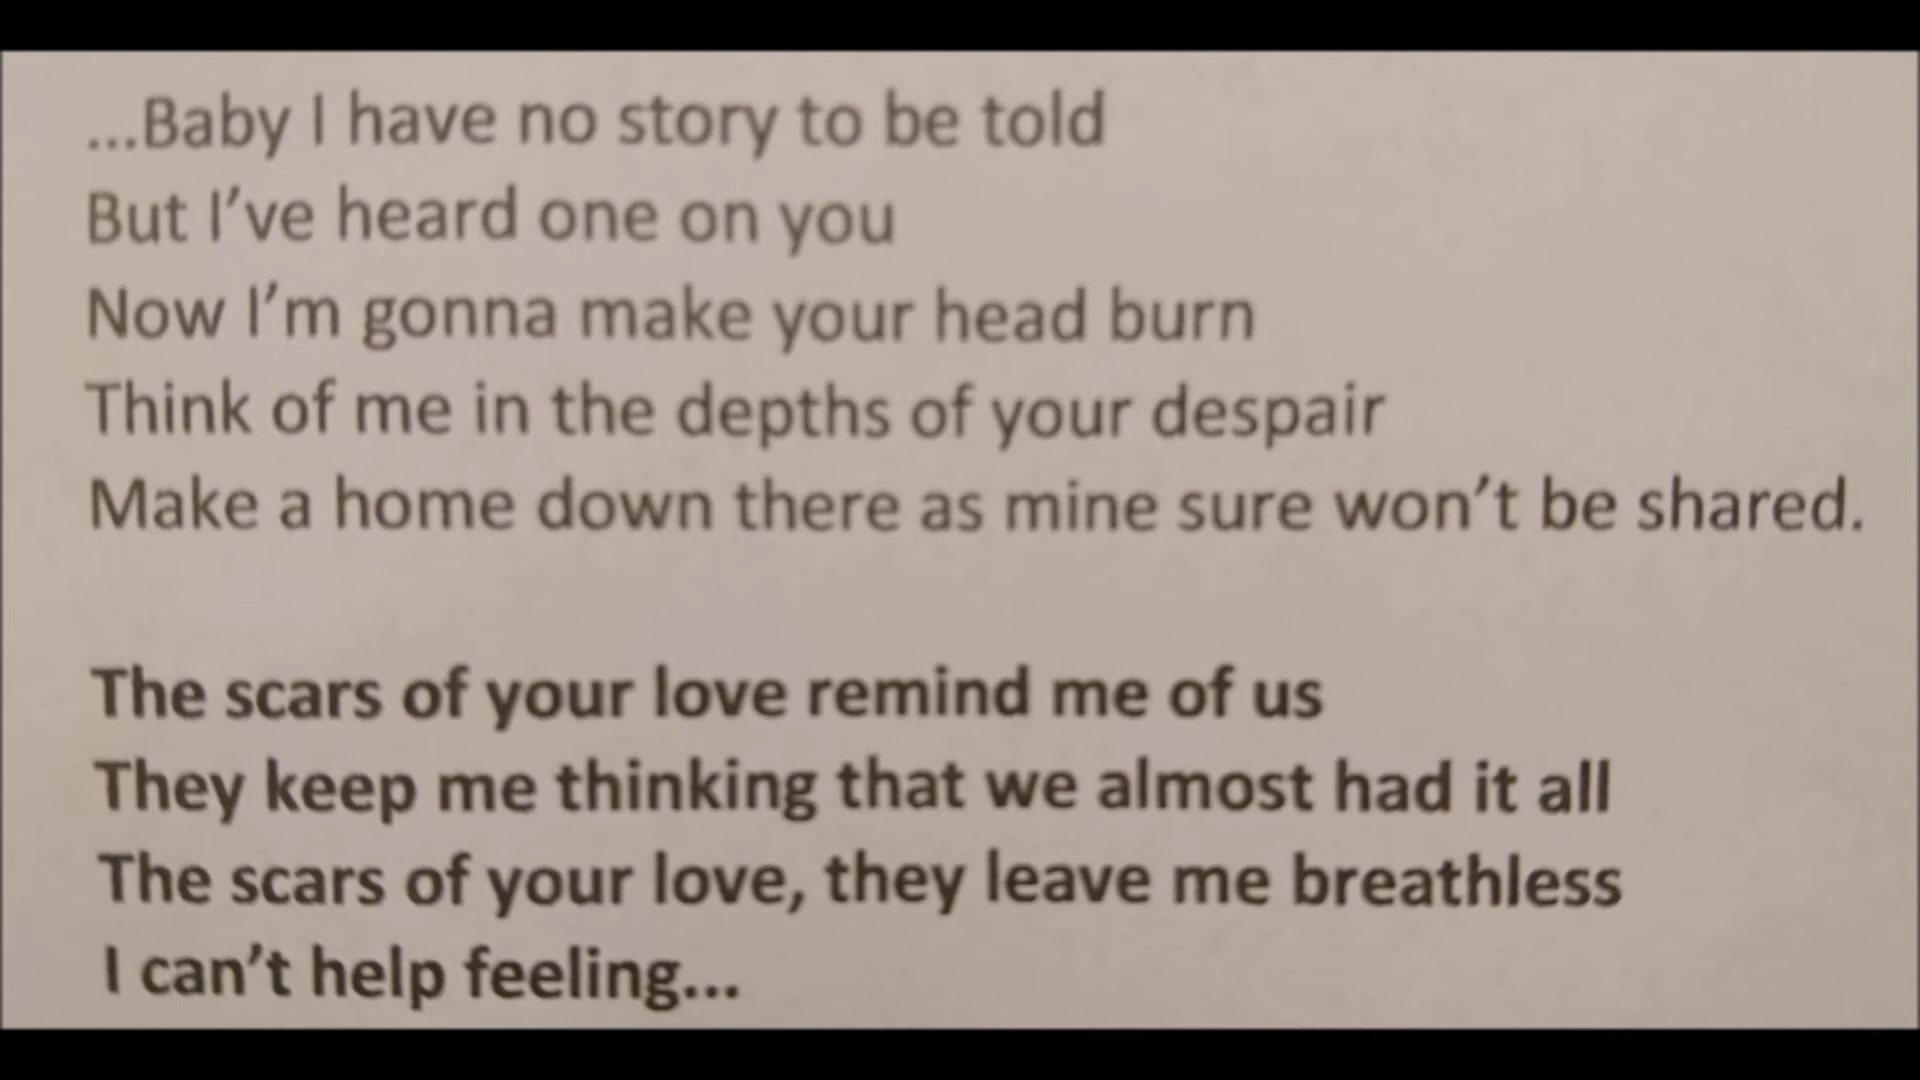 ...Baby I have no story to be told
But I've heard one on you
Now I'm gonna make your head burn
Think of me in the depths of your despair
Make a home down there as mine sure won't be shared.
The scars of your love remind me of us
They keep me thinking that we almost had it all
The scars of your love, they leave me breathless
I can't help feeling...